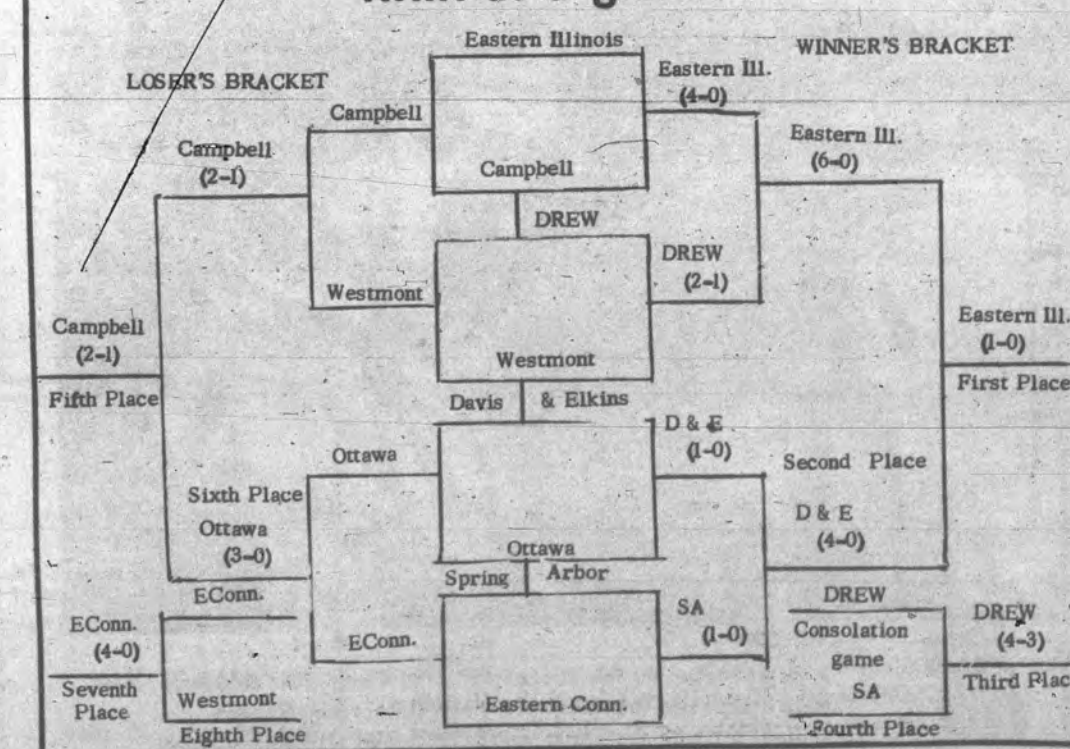 Eastern Illinois
WINNER'S BRACKET
LOSER'S BRACKET
Eastern Ill.
(4-0)
Campbell
Eastern Ill.
(6-0)
Campbell
(2-1)
Campbell
DREW
DREW
(2-1)
Westmont
Eastern Ill.
(1-0)
First Place
Campbell
(2-1)
Fifth Place
Westmont
Davis & Elkins
D & E
(1-0)
Ottawa
Second Place
Sixth Place
Ottawa
(3-0)
D & E
(4-0)
Ottawa
Spring Arbor
EConn.
DREW
SA
(1-0)
EConn.
(4-0)
Seventh
Place
EConn.
Consolation
game
SA
DREW
(4-3)
Third Plac
Westmont
Eastern Conn.
Fourth Place
Eighth Place